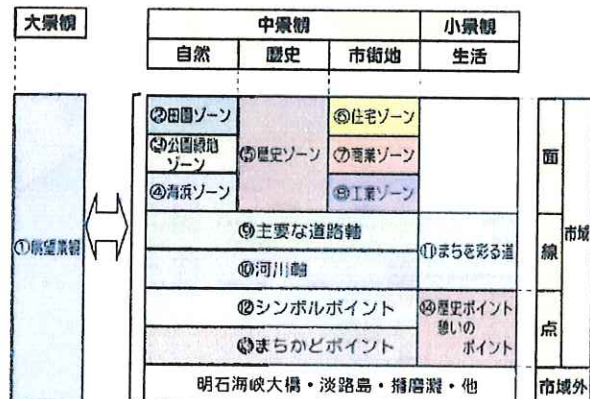 大景観
中景観
小景観
自然
歴史
市街地
生活
①眺望景観
②田園ゾーン
③公園緑地
ゾーン
④海浜ゾーン
⑤歴史ゾーン
⑥住宅ゾーン
⑦商業ゾーン
⑧工業ゾーン
⑨主要な道路軸
⑩河川軸
⑪まちを彩る道
⑫シンボルポイント
⑬まちかどポイント
⑭歴史ポイント
憩いの
ポイント
明石海峡大橋・淡路島・播磨灘・他
面
線
点
市域
市域外